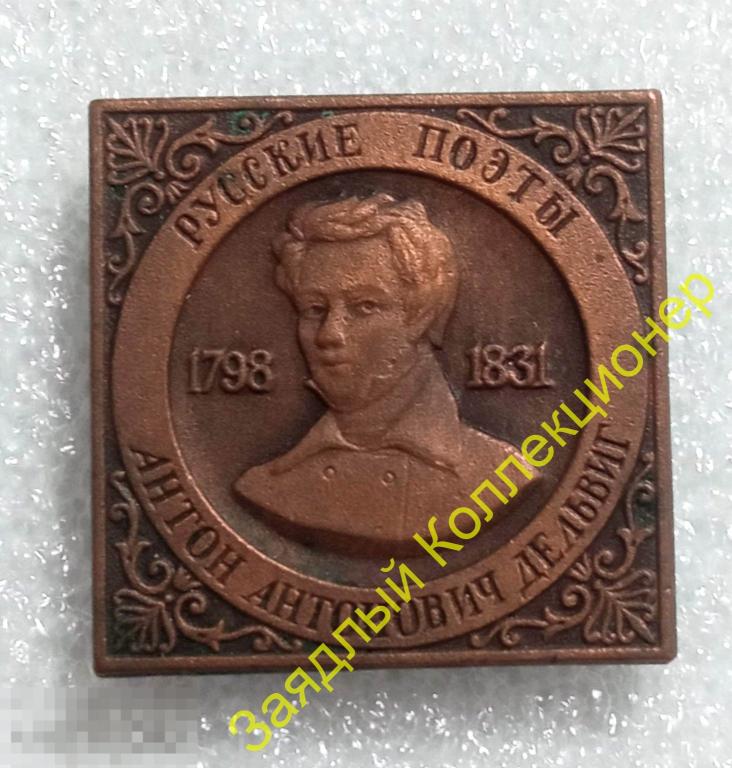 РУССКИЕ ПОЭТЫ
1798 1831
АНТОН АНТОНОВИЧ ДЕЛЬВИГ
Заядлый Коллекционер